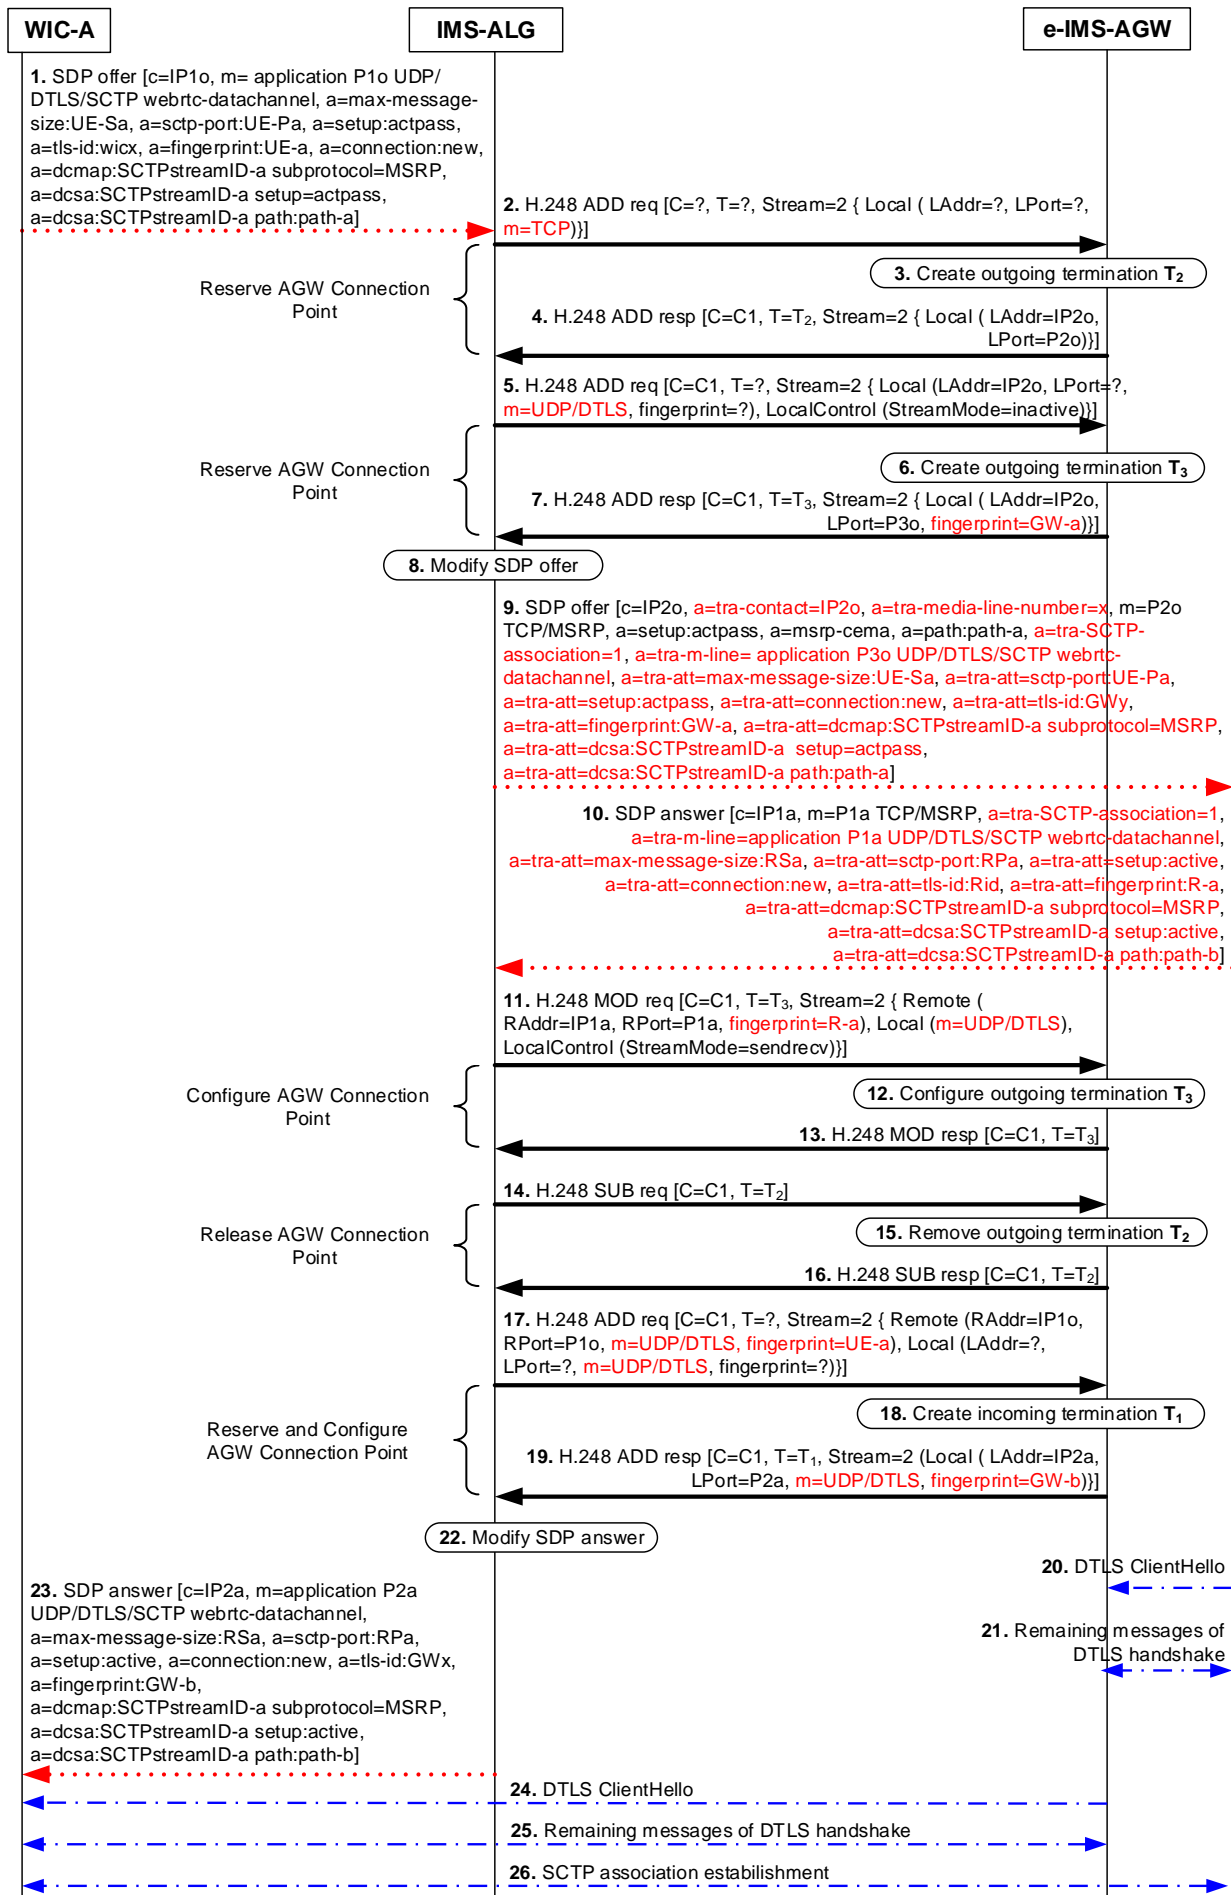 WIC-A
IMS-ALG
e-IMS-AGW
1. SDP offer [c=IP1o, m= application P1o UDP/
DTLS/SCTP webrtc-datachannel, a=max-message-
size:UE-Sa, a=sctp-port:UE-Pa, a=setup:actpass,
a=tls-id:wicx, a=fingerprint:UE-a, a=connection:new,
a=dcmap:SCTPstreamID-a subprotocol=MSRP,
a=dcsa:SCTPstreamID-a setup=actpass,
a=dcsa:SCTPstreamID-a path:path-a]
2. H.248 ADD req [C=?, T=?, Stream=2 { Local ( LAddr=?, LPort=?,
m=TCP)}]
Reserve AGW Connection
Point
3. Create outgoing termination T2
4. H.248 ADD resp [C=C1, T=T2, Stream=2 { Local ( LAddr=IP2o,
LPort=P2o)}]
5. H.248 ADD req [C=C1, T=?, Stream=2 { Local (LAddr=IP2o, LPort=?,
m=UDP/DTLS, fingerprint=?), LocalControl (StreamMode=inactive)}]
Reserve AGW Connection
Point
6. Create outgoing termination T3
7. H.248 ADD resp [C=C1, T=T3, Stream=2 { Local ( LAddr=IP2o,
LPort=P3o, fingerprint=GW-a)}]
8. Modify SDP offer
9. SDP offer [c=IP2o, a=tra-contact=IP2o, a=tra-media-line-number=x, m=P2o
TCP/MSRP, a=setup:actpass, a=msrp-cema, a=path:path-a, a=tra-SCTP-
association=1, a=tra-m-line= application P3o UDP/DTLS/SCTP webrtc-
datachannel, a=tra-att=max-message-size:UE-Sa, a=tra-att=sctp-port:UE-Pa,
a=tra-att=setup:actpass, a=tra-att=connection:new, a=tra-att=tls-id:GWy,
a=tra-att=fingerprint:GW-a, a=tra-att=dcmap:SCTPstreamID-a subprotocol=MSRP,
a=tra-att=dcsa:SCTPstreamID-a  setup=actpass,
a=tra-att=dcsa:SCTPstreamID-a path:path-a]
10. SDP answer [c=IP1a, m=P1a TCP/MSRP, a=tra-SCTP-association=1,
a=tra-m-line=application P1a UDP/DTLS/SCTP webrtc-datachannel,
a=tra-att=max-message-size:RSa, a=tra-att=sctp-port:RPa, a=tra-att=setup:active,
a=tra-att=connection:new, a=tra-att=tls-id:Rid, a=tra-att=fingerprint:R-a,
a=tra-att=dcmap:SCTPstreamID-a subprotocol=MSRP,
a=tra-att=dcsa:SCTPstreamID-a setup:active,
a=tra-att=dcsa:SCTPstreamID-a path:path-b]
11. H.248 MOD req [C=C1, T=T3, Stream=2 { Remote (
RAddr=IP1a, RPort=P1a, fingerprint=R-a), Local (m=UDP/DTLS),
LocalControl (StreamMode=sendrecv)}]
Configure AGW Connection
Point
12. Configure outgoing termination T3
13. H.248 MOD resp [C=C1, T=T3]
14. H.248 SUB req [C=C1, T=T2]
Release AGW Connection
Point
15. Remove outgoing termination T2
16. H.248 SUB resp [C=C1, T=T2]
17. H.248 ADD req [C=C1, T=?, Stream=2 { Remote (RAddr=IP1o,
RPort=P1o, m=UDP/DTLS, fingerprint=UE-a), Local (LAddr=?,
LPort=?, m=UDP/DTLS, fingerprint=?)}]
Reserve and Configure
AGW Connection Point
18. Create incoming termination T1
19. H.248 ADD resp [C=C1, T=T1, Stream=2 (Local ( LAddr=IP2a,
LPort=P2a, m=UDP/DTLS, fingerprint=GW-b)}]
22. Modify SDP answer
20. DTLS ClientHello
23. SDP answer [c=IP2a, m=application P2a
UDP/DTLS/SCTP webrtc-datachannel,
a=max-message-size:RSa, a=sctp-port:RPa,
a=setup:active, a=connection:new, a=tls-id:GWx,
a=fingerprint:GW-b,
a=dcmap:SCTPstreamID-a subprotocol=MSRP,
a=dcsa:SCTPstreamID-a setup:active,
a=dcsa:SCTPstreamID-a path:path-b]
21. Remaining messages of
DTLS handshake
24. DTLS ClientHello
25. Remaining messages of DTLS handshake
26. SCTP association estabilishment